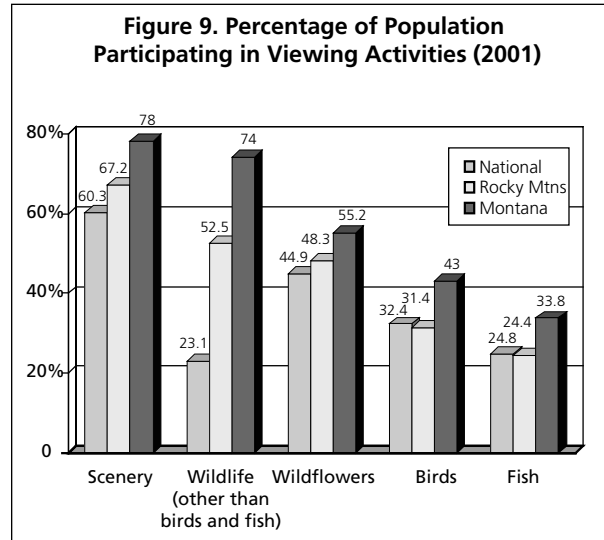 Figure 9. Percentage of Population
Participating in Viewing Activities (2001)
80%
60%
40%
20%
0
National
Rocky Mtns
Montana
60.3 67.2 78
23.1 52.5 74
44.9 48.3 55.2
32.4 31.4 43
24.8 24.4 33.8
Scenery Wildlife Wildflowers Birds Fish
(other than
birds and fish)